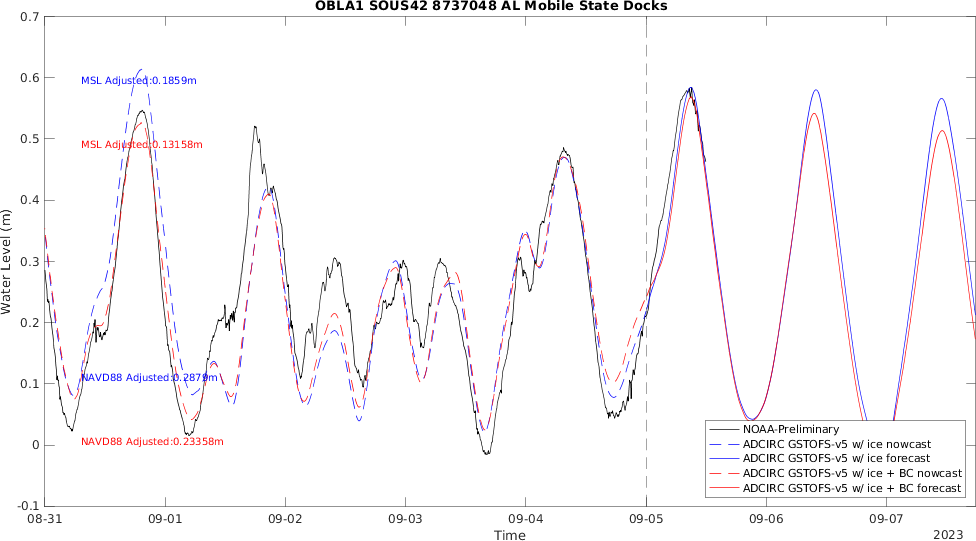 OBLA1 SOUS42 8737048 AL Mobile State Docks
0.7
0.6
0.5
0.4
0.3
0.2
0.1
0
-0.1
Water Level (m)
MSL Adjusted:0.1859m
MSL Adjusted:0.13158m
NAVD88 Adjusted:0.2879m
NAVD88 Adjusted:0.23358m
NOAA-Preliminary
ADCIRC GSTOFS-v5 w/ ice nowcast
ADCIRC GSTOFS-v5 w/ ice forecast
ADCIRC GSTOFS-v5 w/ ice + BC nowcast
ADCIRC GSTOFS-v5 w/ ice + BC forecast
08-31 09-01 09-02 09-03 09-04 09-05 09-06 09-07
Time
2023